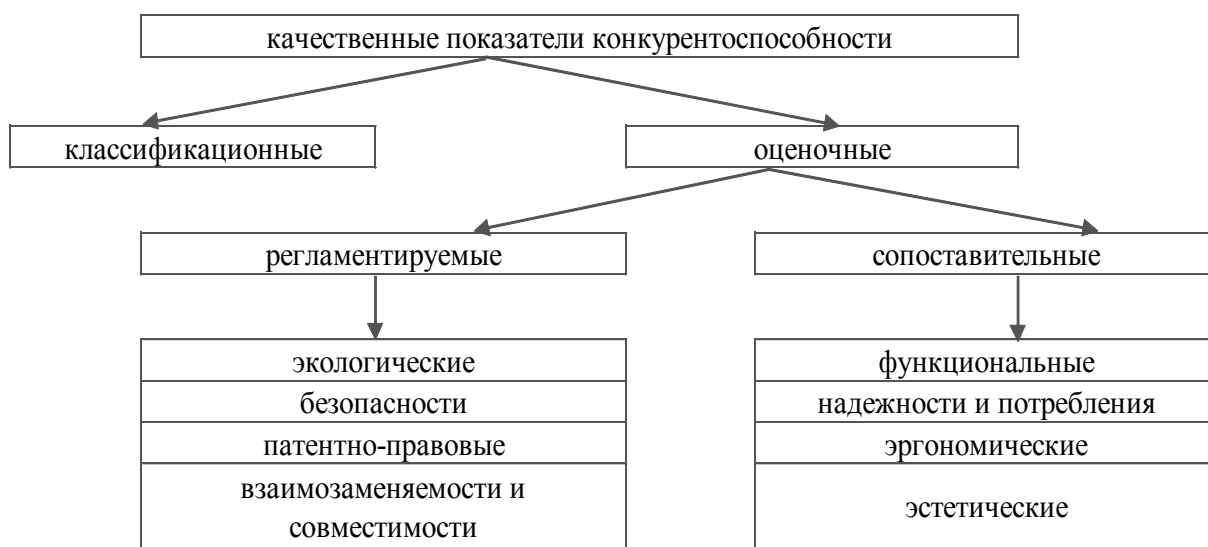 качественные показатели конкурентоспособности
классификационные
оценочные
регламентируемые
сопоставительные
экологические
безопасности
патентно-правовые
взаимозаменяемости и
совместимости
функциональные
надежности и потребления
эргономические
эстетические